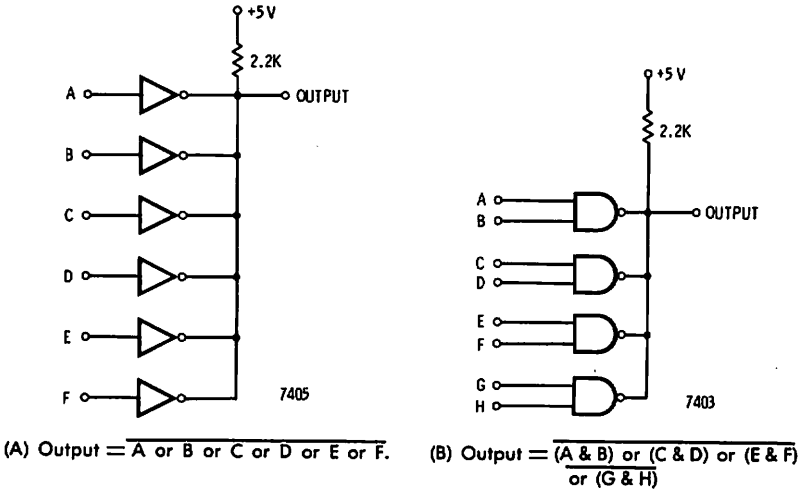 +5V
2.2K
A
OUTPUT
B
C
D
E
F
7405
(A) Output = A or B or C or D or E or F.
+5V
2.2K
A
B
OUTPUT
C
D
E
F
G
H
7403
(B) Output = (A & B) or (C & D) or (E & F)
or (G & H)